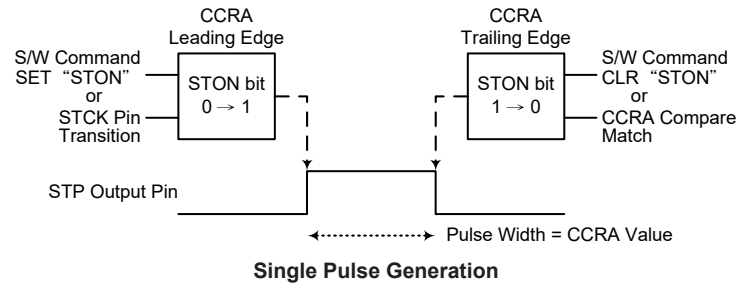 CCRA
Leading Edge
CCRA
Trailing Edge
S/W Command
SET “STON”
or
STCK Pin
Transition
STON bit
0 → 1
STON bit
1 → 0
S/W Command
CLR “STON”
or
CCRA Compare
Match
STP Output Pin
Pulse Width = CCRA Value
Single Pulse Generation